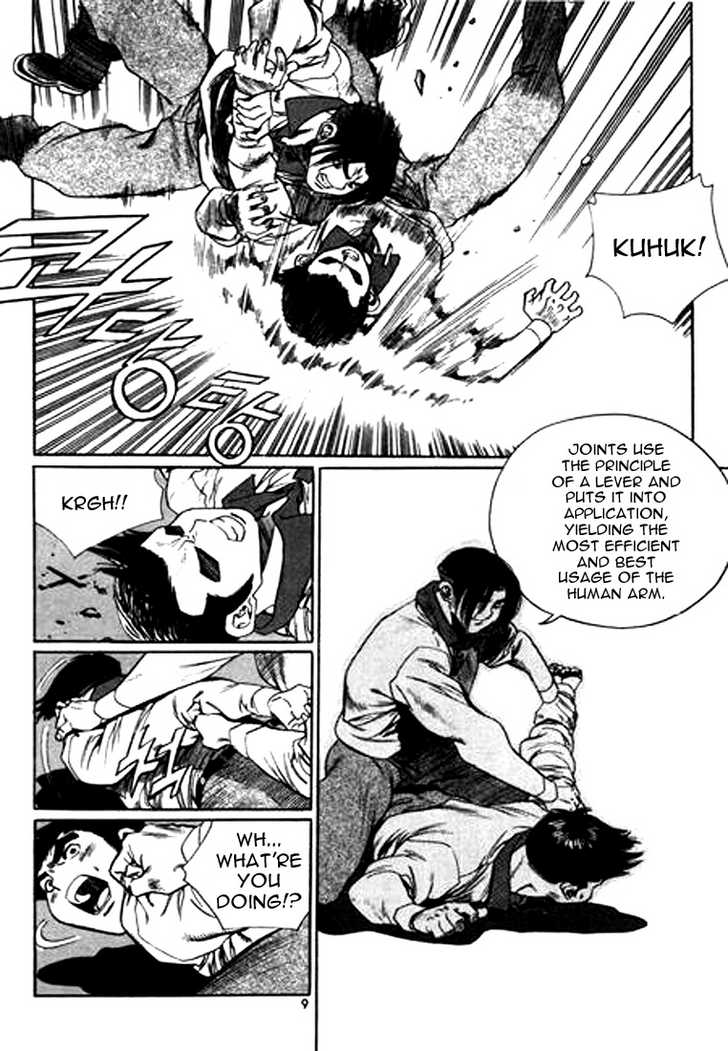 KUHUK!
KRGH!!
JOINTS USE
THE PRINCIPLE
OF A LEVER AND
PUTS IT INTO
APPLICATION,
YIELDING THE
MOST EFFICIENT
AND BEST
USAGE OF THE
HUMAN ARM.
WH...
WHAT'RE
YOU
DOING!?
9